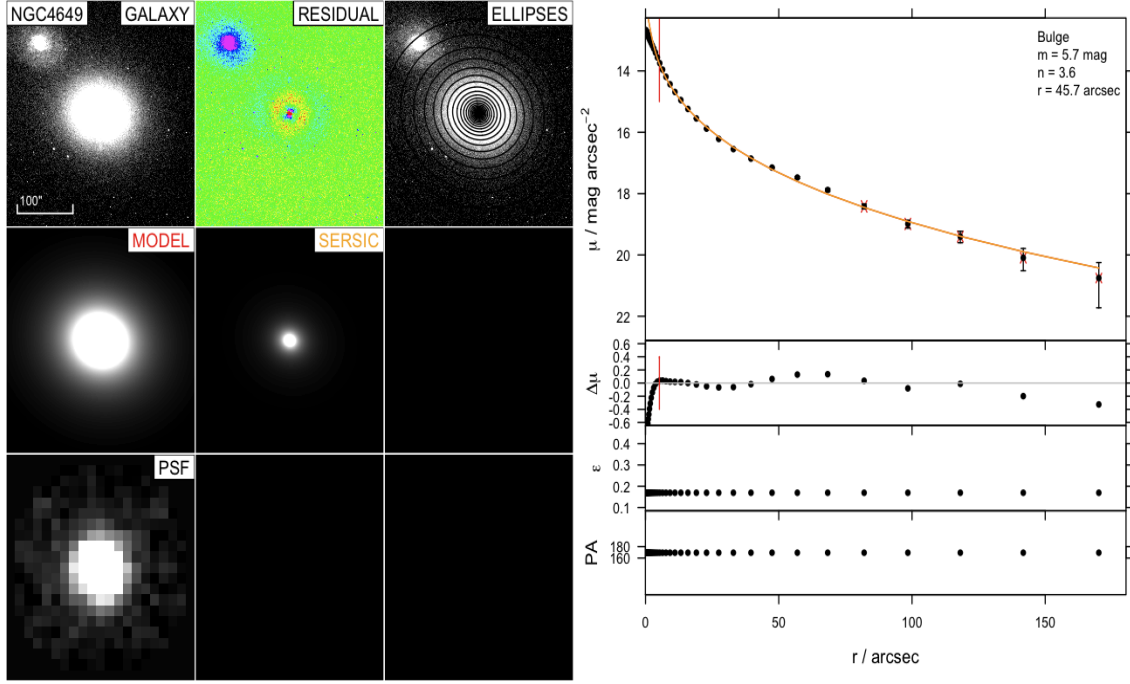 NGC4649 GALAXY
RESIDUAL
ELLIPSES
100"
MODEL
SERSIC
PSF
Bulge
m = 5.7 mag
n = 3.6
r = 45.7 arcsec
μ / mag arcsec⁻²
14
16
18
20
22
Δμ
0.6
0.4
0.2
0.0
-0.2
-0.4
-0.6
ε
0.4
0.3
0.2
0.1
PA
180
160
0 50 100 150
r / arcsec